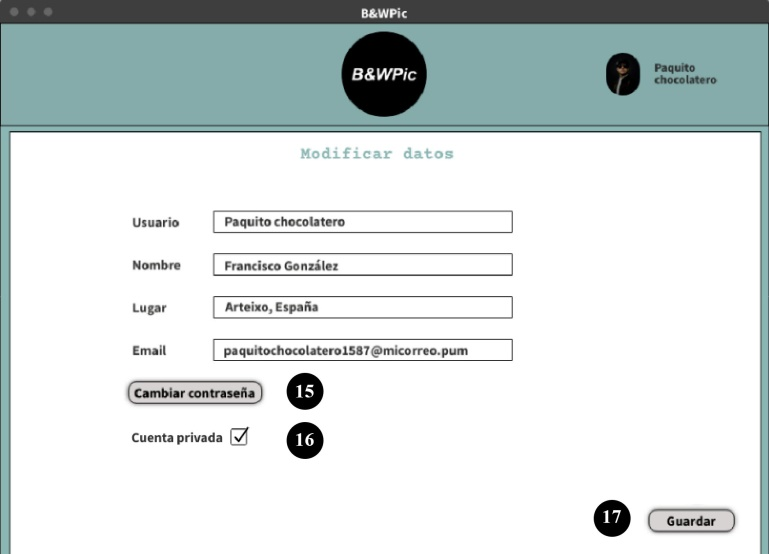 B&WPic
B&WPic
Paquito
chocolatero
Modificar datos
Usuario Paquito chocolatero
Nombre Francisco González
Lugar Arteixo, España
Email paquitochocolatero1587@micorreo.pum
Cambiar contraseña 15
Cuenta privada 16
17 Guardar